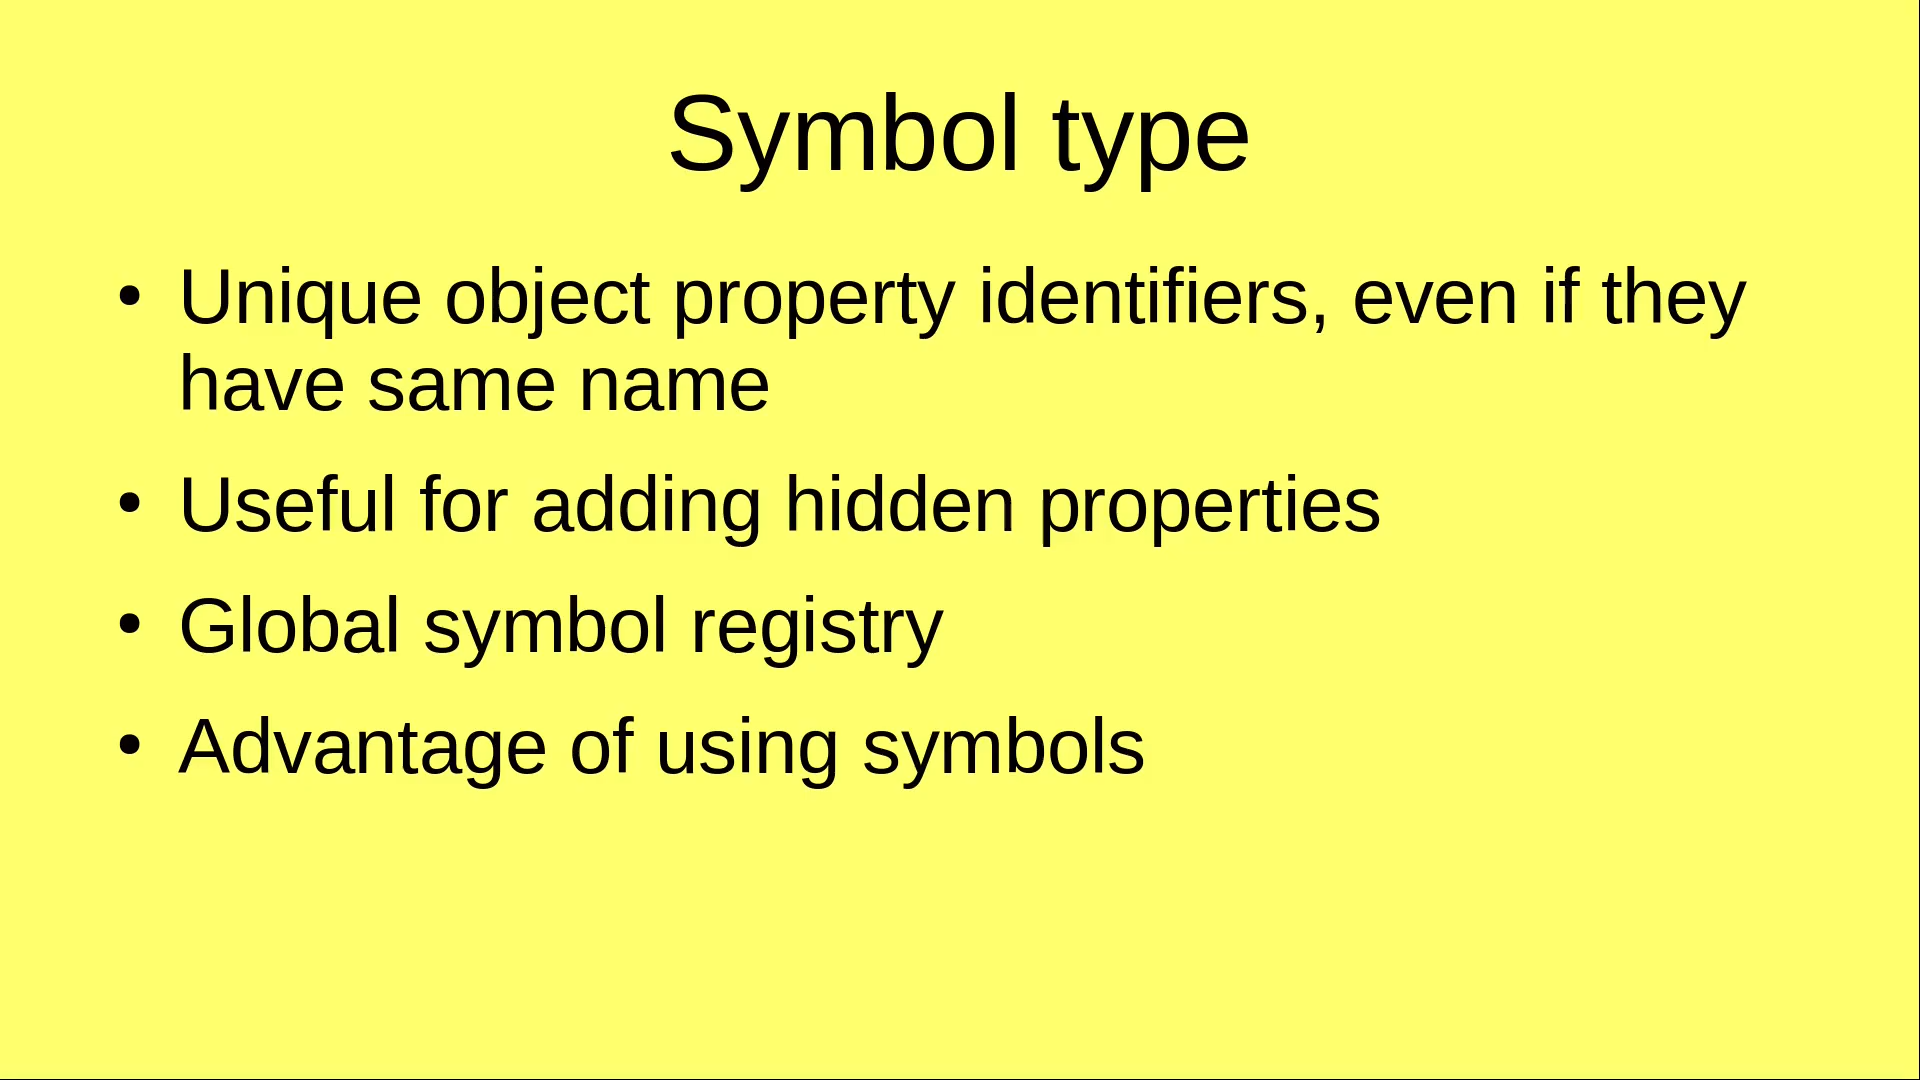 Symbol type
• Unique object property identifiers, even if they
have same name
• Useful for adding hidden properties
• Global symbol registry
• Advantage of using symbols